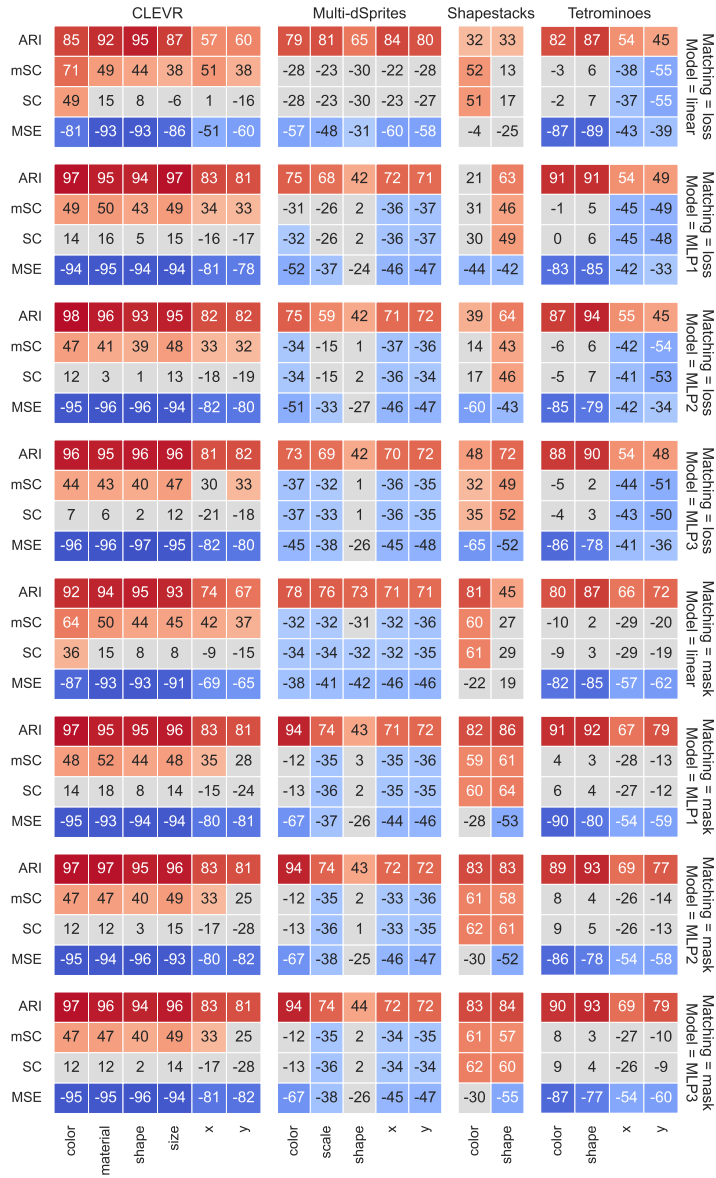 CLEVR Multi-dSprites Shapestacks Tetrominoes
ARI 85 92 95 87 57 60 79 81 65 84 80 32 33 82 87 54 45
mSC 71 49 44 38 51 38 -28 -23 -30 -22 -28 52 13 -3 6 -38 -55
SC 49 15 8 -6 1 -16 -28 -23 -30 -23 -27 51 17 -2 7 -37 -55
MSE -81 -93 -93 -86 -51 -60 -57 -48 -31 -60 -58 -4 -25 -87 -89 -43 -39
Matching = loss
Model = linear
ARI 97 95 94 97 83 81 75 68 42 72 71 21 63 91 91 54 49
mSC 49 50 43 49 34 33 -31 -26 2 -36 -37 31 46 -1 5 -45 -49
SC 14 16 5 15 -16 -17 -32 -26 2 -36 -37 30 49 0 6 -45 -48
MSE -94 -95 -94 -94 -81 -78 -52 -37 -24 -46 -47 -44 -42 -83 -85 -42 -33
Matching = loss
Model = MLP1
ARI 98 96 93 95 82 82 75 59 42 71 72 39 64 87 94 55 45
mSC 47 41 39 48 33 32 -34 -15 1 -37 -36 14 43 -6 6 -42 -54
SC 12 3 1 13 -18 -19 -34 -15 2 -36 -34 17 46 -5 7 -41 -53
MSE -95 -96 -96 -94 -82 -80 -51 -33 -27 -46 -47 -60 -43 -85 -79 -42 -34
Matching = loss
Model = MLP2
ARI 96 95 96 96 81 82 73 69 42 70 72 48 72 88 90 54 48
mSC 44 43 40 47 30 33 -37 -32 1 -36 -35 32 49 -5 2 -44 -51
SC 7 6 2 12 -21 -18 -37 -33 1 -36 -35 35 52 -4 3 -43 -50
MSE -96 -96 -97 -95 -82 -80 -45 -38 -26 -45 -48 -65 -52 -86 -78 -41 -36
Matching = loss
Model = MLP3
ARI 92 94 95 93 74 67 78 76 73 71 71 81 45 80 87 66 72
mSC 64 50 44 45 42 37 -32 -32 -31 -32 -36 60 27 -10 2 -29 -20
SC 36 15 8 8 -9 -15 -34 -34 -32 -32 -35 61 29 -9 3 -29 -19
MSE -87 -93 -93 -91 -69 -65 -38 -41 -42 -46 -46 -22 19 -82 -85 -57 -62
Matching = mask
Model = linear
ARI 97 95 95 96 83 81 94 74 43 71 72 82 86 91 92 67 79
mSC 48 52 44 48 35 28 -12 -35 3 -35 -36 59 61 4 3 -28 -13
SC 14 18 8 14 -15 -24 -13 -36 2 -35 -35 60 64 6 4 -27 -12
MSE -95 -93 -94 -94 -80 -81 -67 -37 -26 -44 -46 -28 -53 -90 -80 -54 -59
Matching = mask
Model = MLP1
ARI 97 97 95 96 83 81 94 74 43 72 72 83 83 89 93 69 77
mSC 47 47 40 49 33 25 -12 -35 2 -33 -36 61 58 8 4 -26 -14
SC 12 12 3 15 -17 -28 -13 -36 1 -33 -35 62 61 9 5 -26 -13
MSE -95 -94 -96 -93 -80 -82 -67 -38 -25 -46 -47 -30 -52 -86 -78 -54 -58
Matching = mask
Model = MLP2
ARI 97 96 94 96 83 81 94 74 44 72 72 83 84 90 93 69 79
mSC 47 47 40 49 33 25 -12 -35 2 -34 -35 61 57 8 3 -27 -10
SC 12 12 2 14 -17 -28 -13 -36 2 -34 -34 62 60 9 4 -26 -9
MSE -95 -95 -96 -94 -81 -82 -67 -38 -26 -45 -47 -30 -55 -87 -77 -54 -60
Matching = mask
Model = MLP3
color material shape size x y color scale shape x y color shape color shape x y